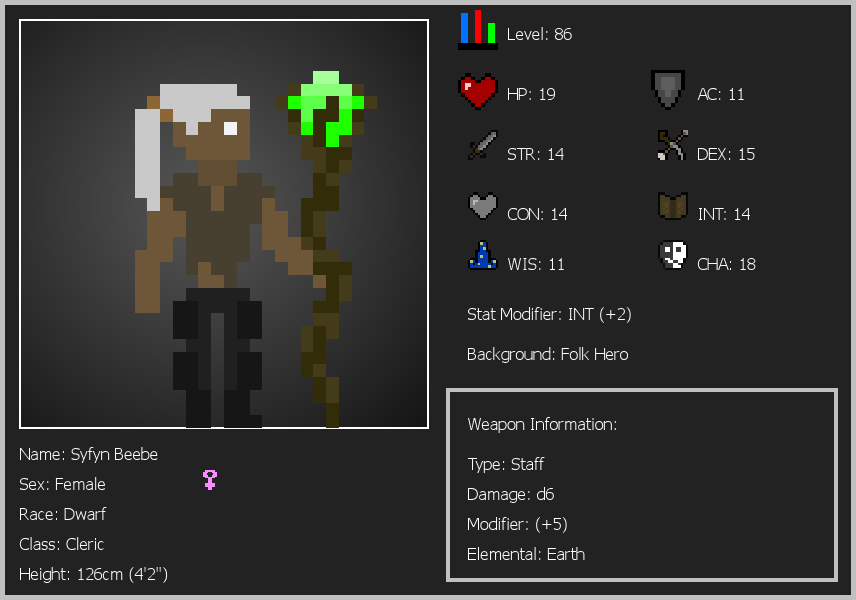 Level: 86
HP: 19
AC: 11
STR: 14
DEX: 15
CON: 14
INT: 14
WIS: 11
CHA: 18
Stat Modifier: INT (+2)
Background: Folk Hero
Weapon Information:
Type: Staff
Damage: d6
Modifier: (+5)
Elemental: Earth
Name: Syfyn Beebe
Sex: Female
Race: Dwarf
Class: Cleric
Height: 126cm (4'2")